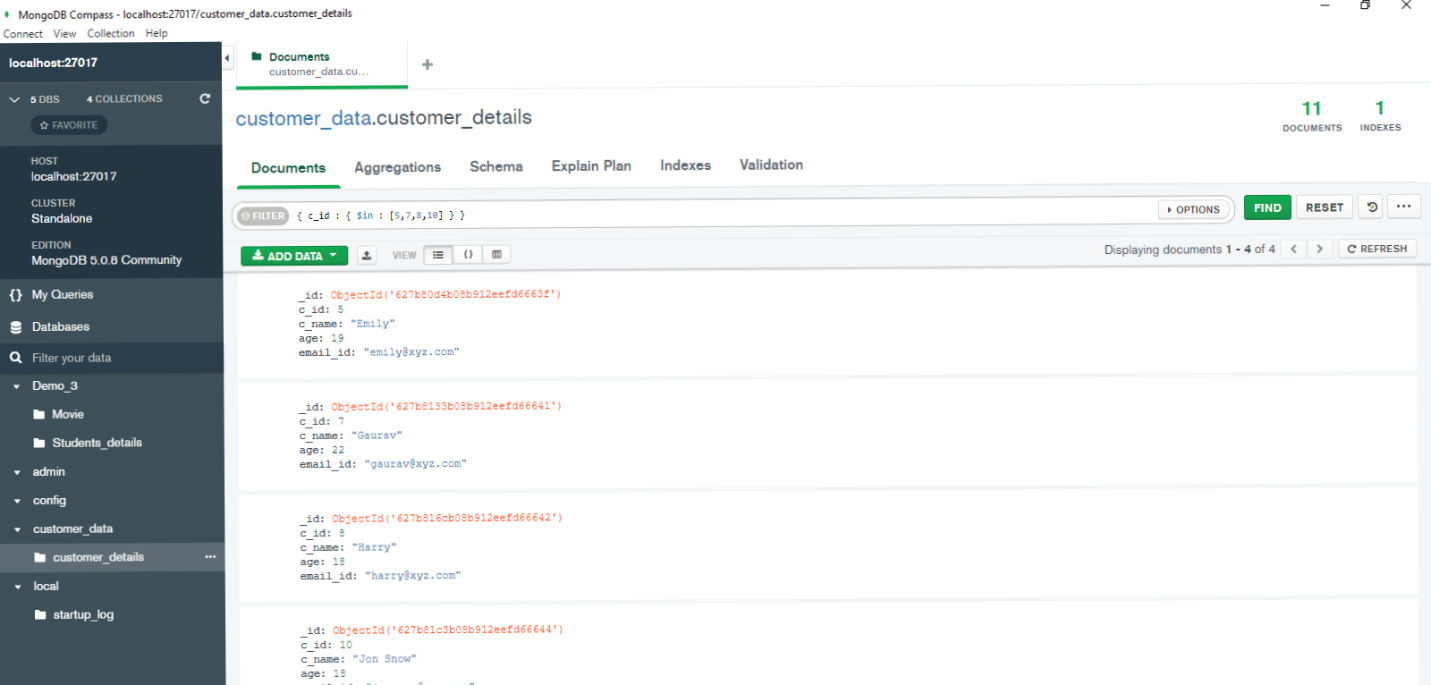 MongoDB Compass - localhost:27017/customer_data.customer_details
Connect View Collection Help
localhost:27017
5 DBS 4 COLLECTIONS
FAVORITE
HOST
localhost:27017
CLUSTER
Standalone
EDITION
MongoDB 5.0.8 Community
My Queries
Databases
Filter your data
Demo_3
Movie
Students_details
admin
config
customer_data
customer_details
local
startup_log
Documents
customer_data.cu...
customer_data.customer_details
11
DOCUMENTS
1
INDEXES
Documents Aggregations Schema Explain Plan Indexes Validation
FILTER { c_id : { $in : [5,7,8,10] } } OPTIONS FIND RESET
ADD DATA VIEW Displaying documents 1 - 4 of 4 REFRESH
_id: ObjectId('627b80d4b08b912eefd6663f')
c_id: 5
c_name: "Emily"
age: 19
email_id: "emily@xyz.com"
_id: ObjectId('627b8133b08b912eefd66641')
c_id: 7
c_name: "Gaurav"
age: 22
email_id: "gaurav@xyz.com"
_id: ObjectId('627b816cb08b912eefd66642')
c_id: 8
c_name: "Harry"
age: 18
email_id: "harry@xyz.com"
_id: ObjectId('627b81c3b08b912eefd66644')
c_id: 10
c_name: "Jon Snow"
age: 18